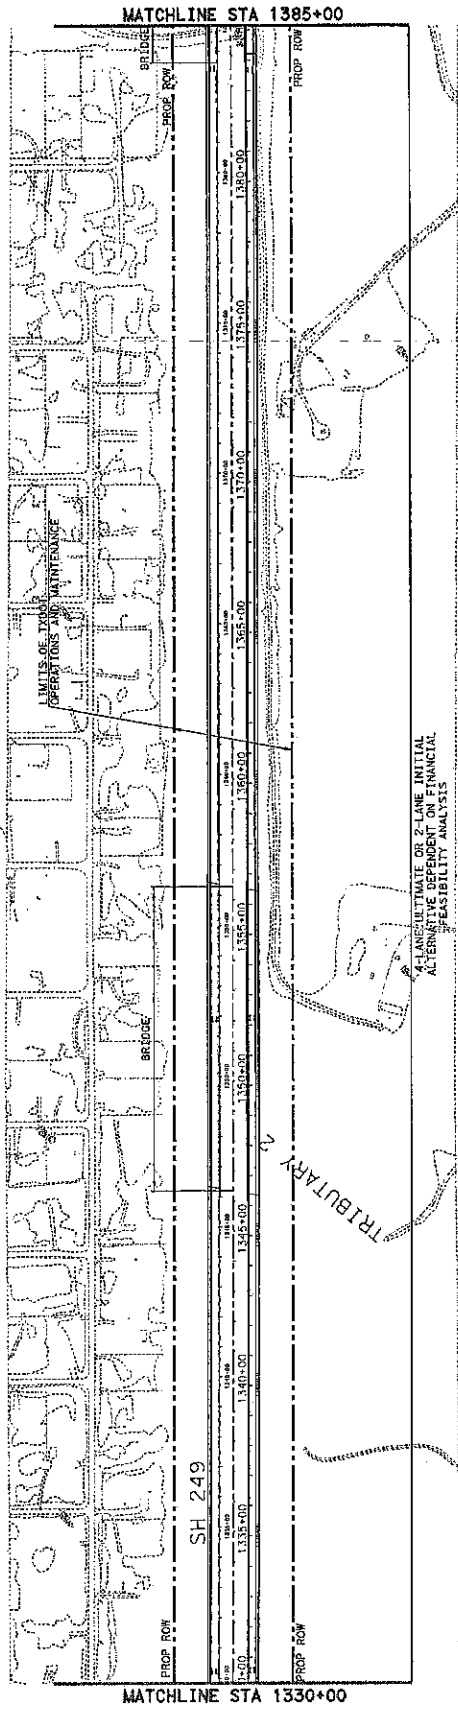 MATCHLINE STA 1385+00
BRIDGE
PROP ROW
PROP ROW
1380+00
1375+00
1370+00
LIMITS OF TXDOT
OPERATIONS AND MAINTENANCE
1365+00
1360+00
4-LANE ULTIMATE OR 2-LANE INITIAL
ALTERNATIVE DEPENDENT ON FINANCIAL
FEASIBILITY ANALYSIS
1355+00
BRIDGE
1350+00
TRIBUTARY
1345+00
1340+00
SH 249
1335+00
PROP ROW
PROP ROW
MATCHLINE STA 1330+00